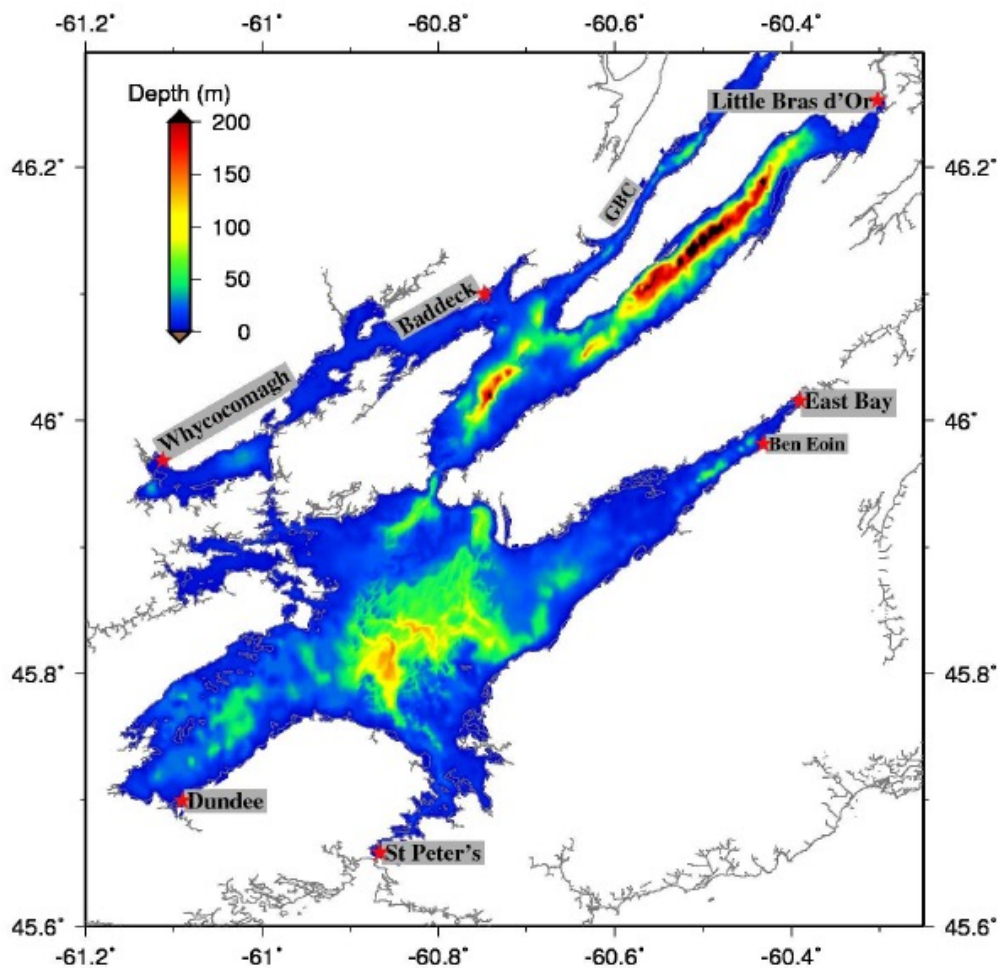 -61.2˚ -61˚ -60.8˚ -60.6˚ -60.4˚
Depth (m)
200
150
100
50
0
Little Bras d'Or
46.2˚ 46.2˚
GBC
Baddeck
Whycocomagh
46˚ 46˚
East Bay
Ben Eoin
45.8˚ 45.8˚
Dundee
St Peter's
45.6˚ 45.6˚
-61.2˚ -61˚ -60.8˚ -60.6˚ -60.4˚